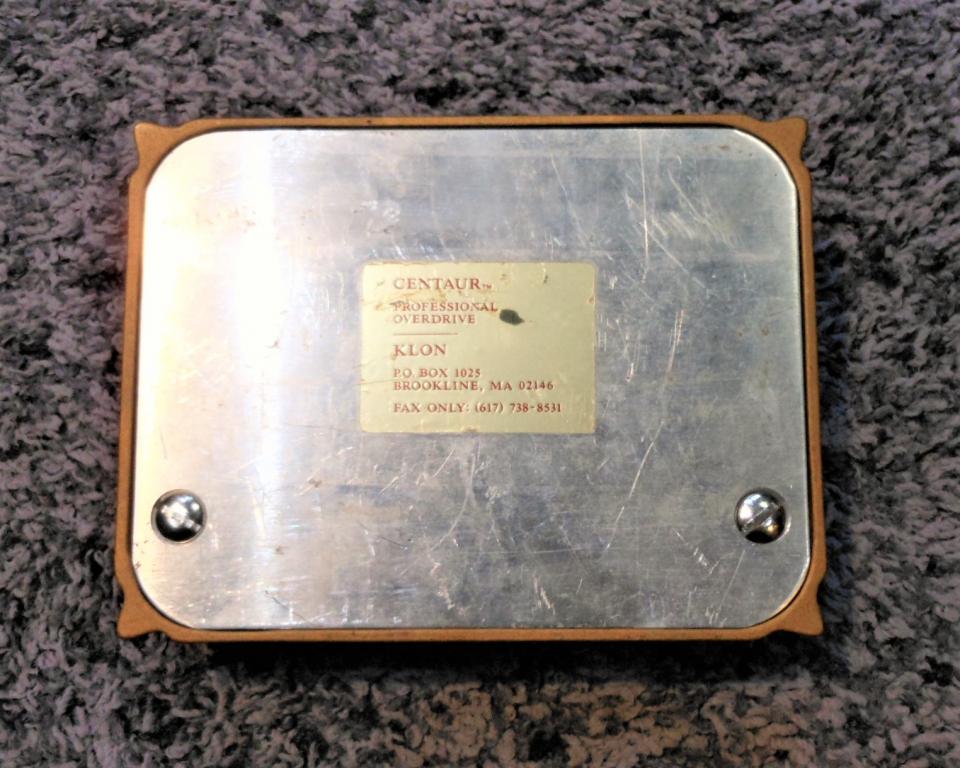 CENTAUR™
PROFESSIONAL
OVERDRIVE
KLON
P.O. BOX 1025
BROOKLINE, MA 02146
FAX ONLY: (617) 738-8531